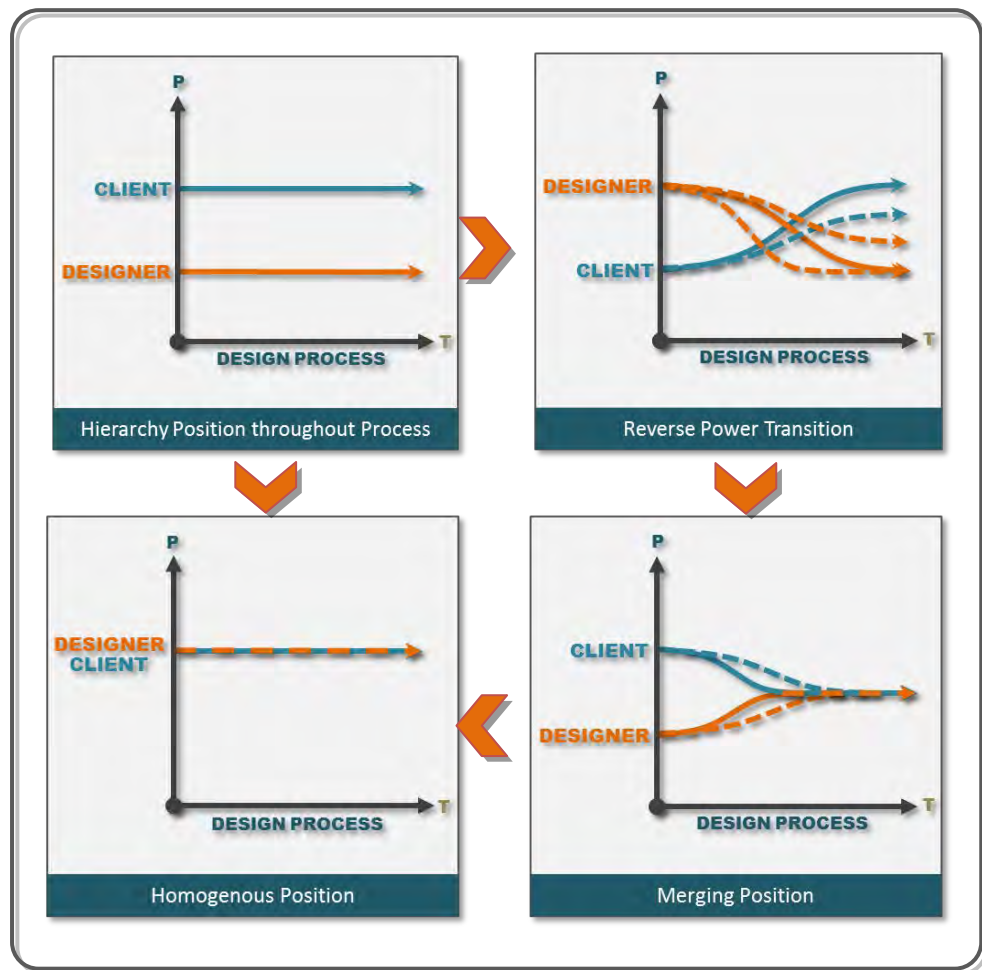 P
CLIENT
DESIGNER
T
DESIGN PROCESS
Hierarchy Position throughout Process
P
DESIGNER
CLIENT
T
DESIGN PROCESS
Reverse Power Transition
P
DESIGNER
CLIENT
T
DESIGN PROCESS
Homogenous Position
P
CLIENT
DESIGNER
T
DESIGN PROCESS
Merging Position